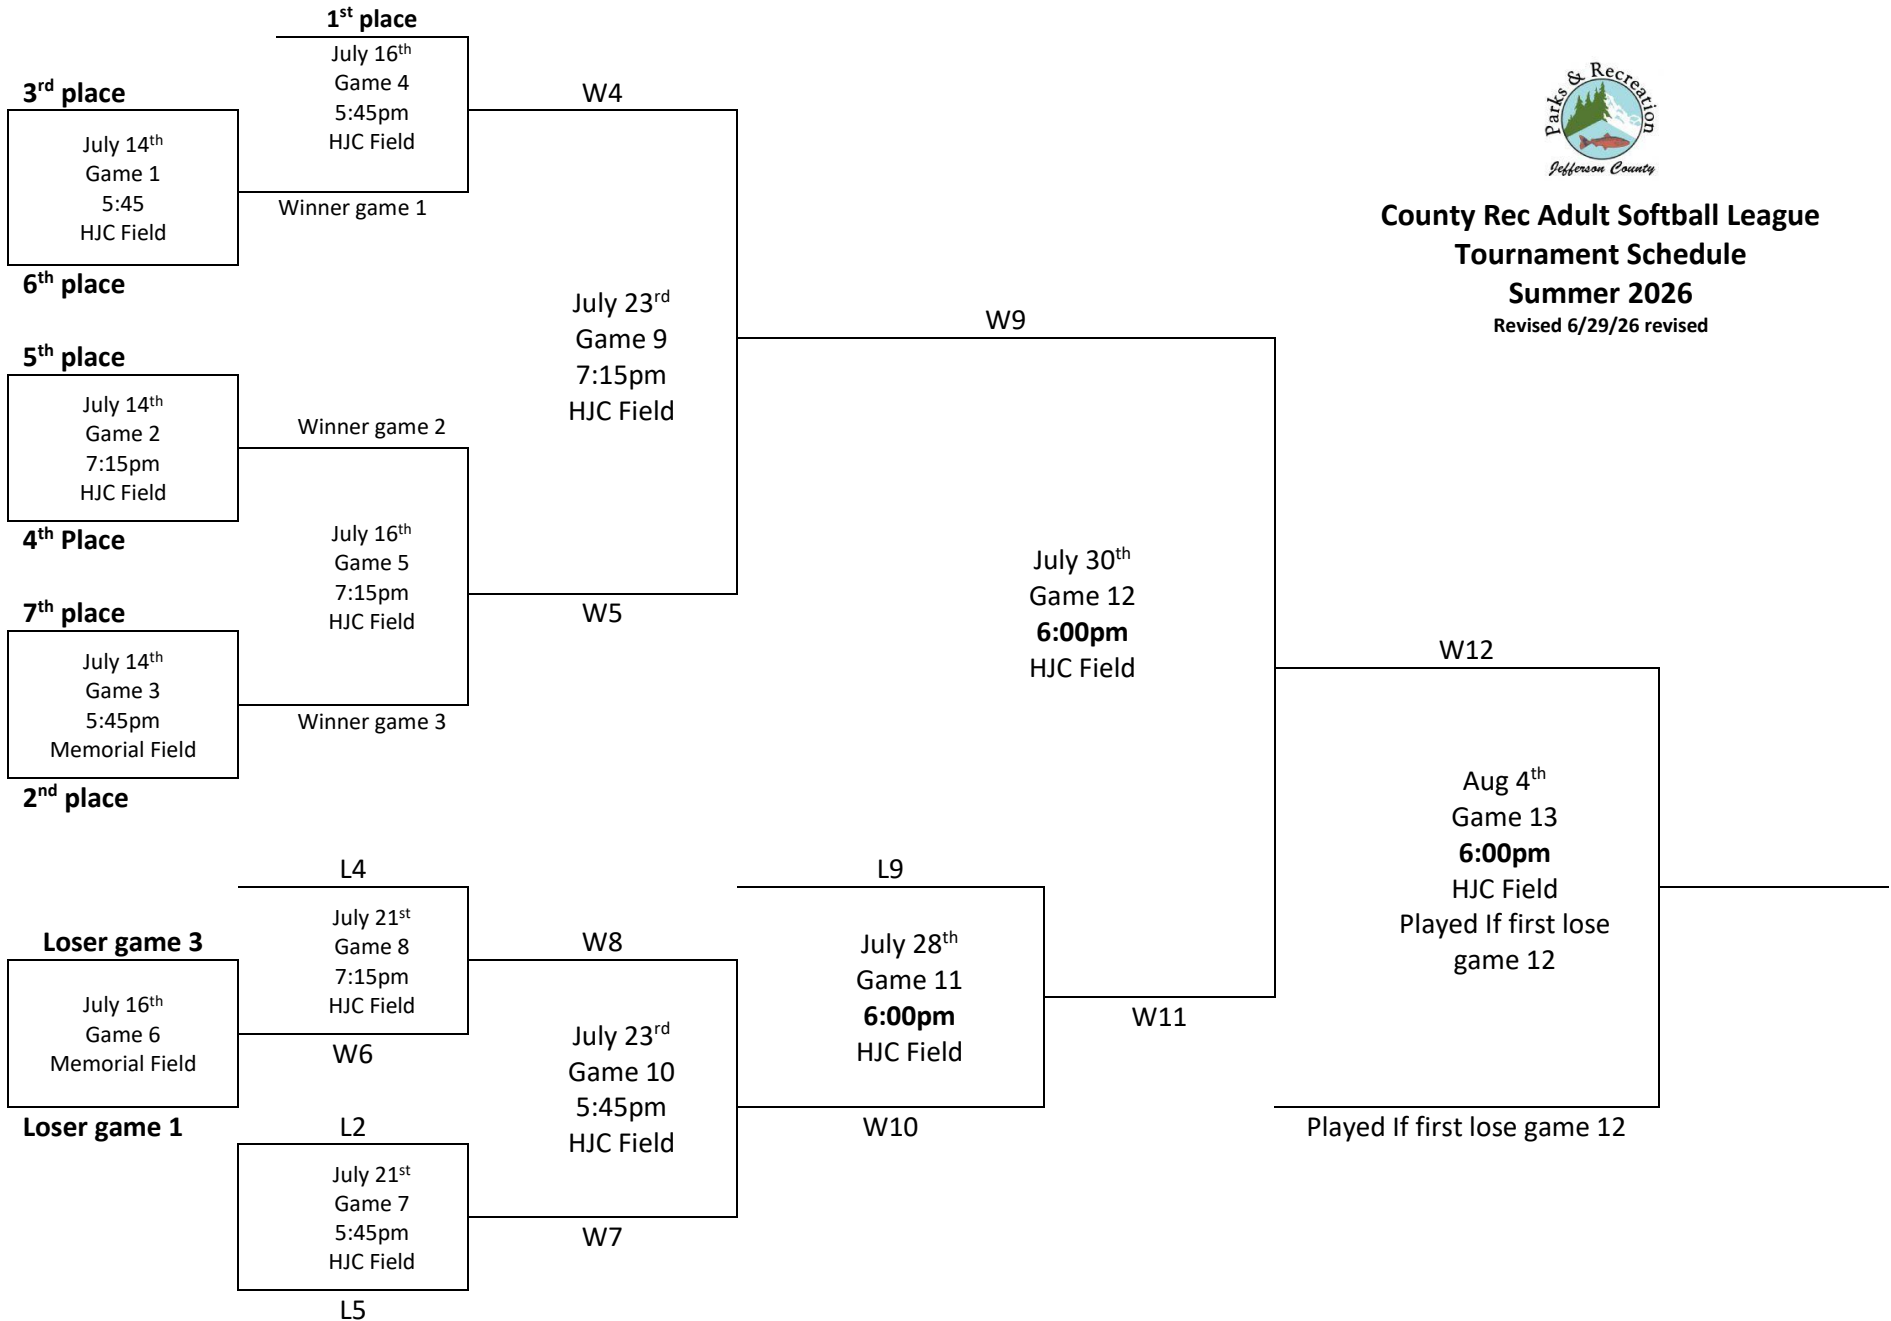 1st place
July 16th
Game 4
5:45pm
HJC Field
3rd place
July 14th
Game 1
5:45
HJC Field
6th place
Winner game 1
W4
Parks & Recreation
Jefferson County
County Rec Adult Softball League
Tournament Schedule
Summer 2026
Revised 6/29/26 revised
5th place
July 14th
Game 2
7:15pm
HJC Field
4th Place
Winner game 2
July 23rd
Game 9
7:15pm
HJC Field
W9
July 16th
Game 5
7:15pm
HJC Field
W5
7th place
July 14th
Game 3
5:45pm
Memorial Field
2nd place
Winner game 3
July 30th
Game 12
6:00pm
HJC Field
W12
Aug 4th
Game 13
6:00pm
HJC Field
Played If first lose
game 12
L4
July 21st
Game 8
7:15pm
HJC Field
W6
Loser game 3
July 16th
Game 6
Memorial Field
Loser game 1
W8
July 23rd
Game 10
5:45pm
HJC Field
L9
July 28th
Game 11
6:00pm
HJC Field
W10
W11
Played If first lose game 12
L2
July 21st
Game 7
5:45pm
HJC Field
L5
W7